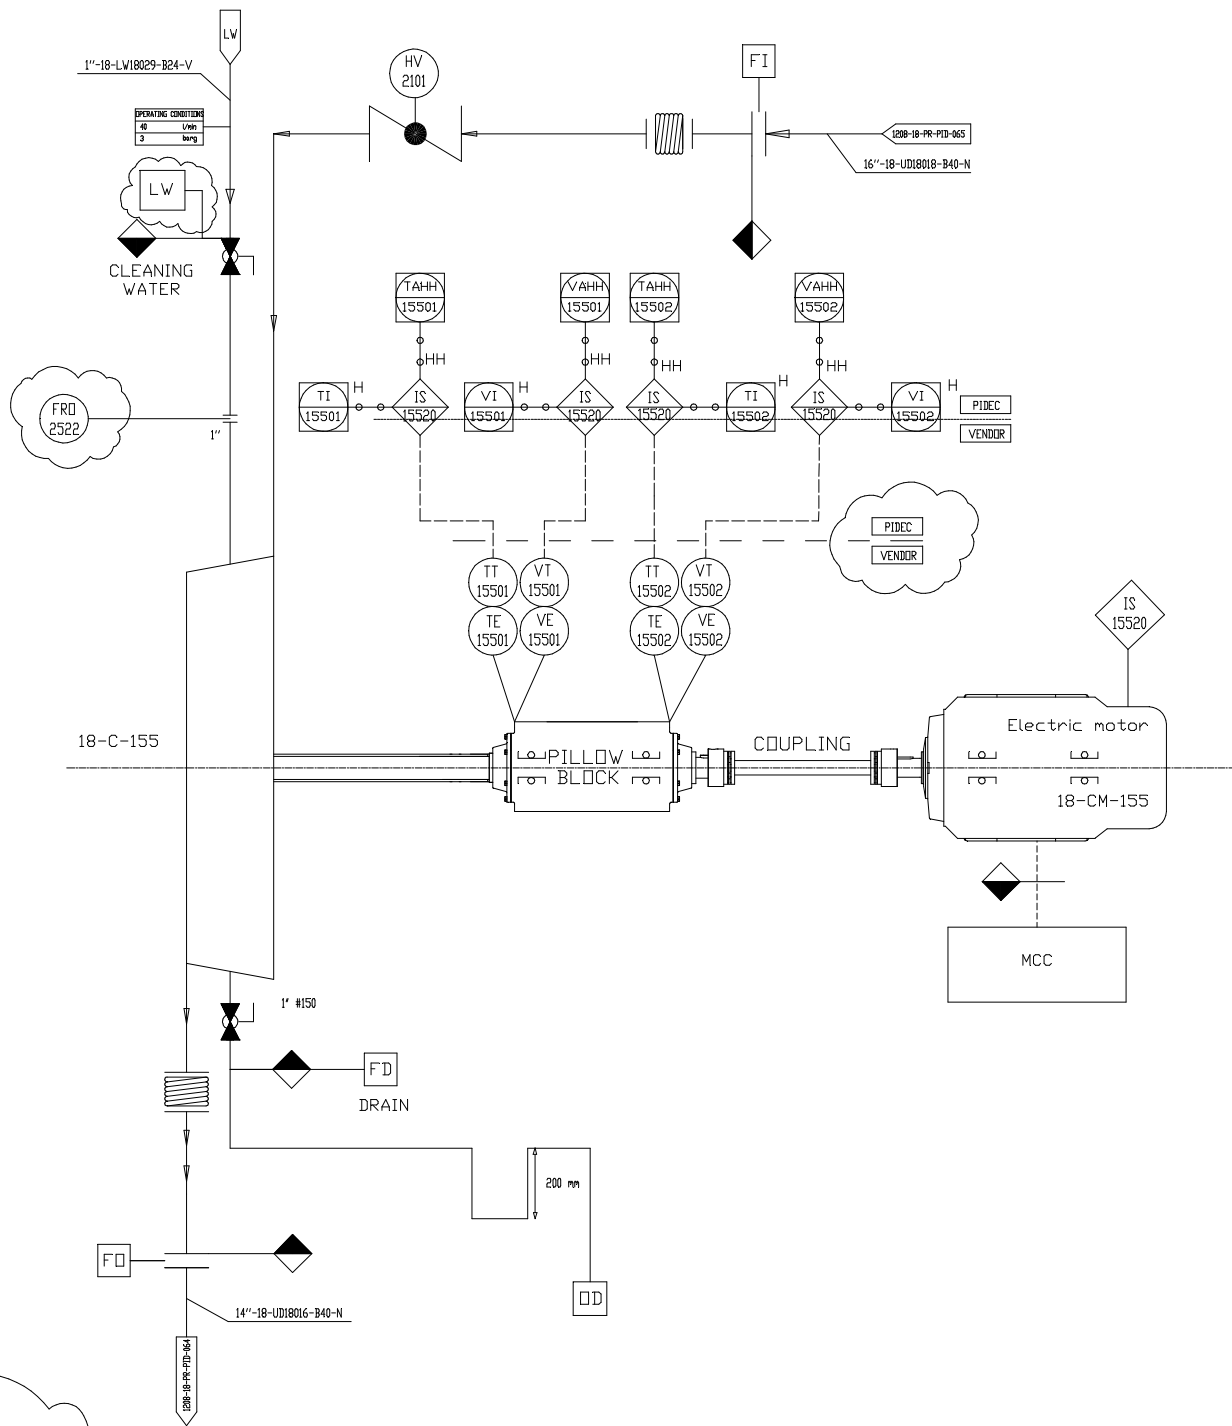 LW
1''-18-LW18029-B24-V
OPERATING CONDITIONS
40 l/min
3 barg
LW
CLEANING
WATER
HV
2101
FI
1208-18-PR-PID-065
16''-18-UD18018-B40-N
TAHH
15501
VAHH
15501
TAHH
15502
VAHH
15502
HH
HH
HH
HH
TI
15501
H
IS
15520
VI
15501
H
IS
15520
IS
15520
TI
15502
H
IS
15520
VI
15502
H
PIDEC
VENDOR
FRO
2522
1''
PIDEC
VENDOR
TT
15501
VT
15501
TT
15502
VT
15502
TE
15501
VE
15501
TE
15502
VE
15502
IS
15520
18-C-155
PILLOW
BLOCK
COUPLING
Electric motor
18-CM-155
MCC
1" #150
FD
DRAIN
200 mm
FO
OD
14''-18-UD18016-B40-N
1208-18-PR-PID-064